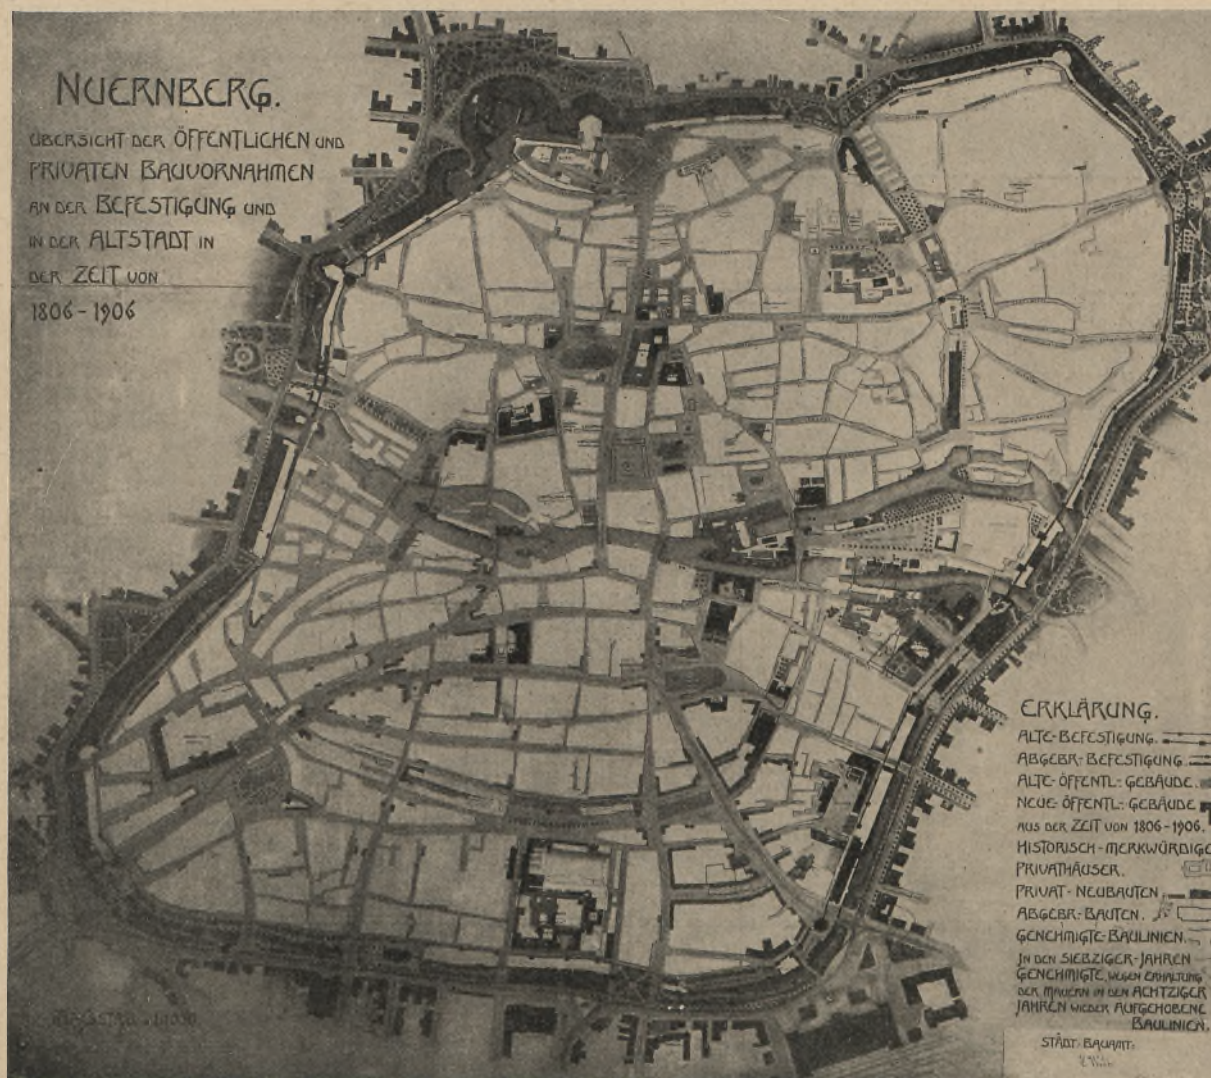 NUERNBERG.
ÜBERSICHT DER ÖFFENTLICHEN UND
PRIVATEN BAUVORNAHMEN
AN DER BEFESTIGUNG UND
IN DER ALTSTADT IN
DER ZEIT VON
1806 - 1906
ERKLÄRUNG.
ALTE-BEFESTIGUNG.
ABGEBR.-BEFESTIGUNG
ALTE-ÖFFENTL.-GEBÄUDE.
NEUE-ÖFFENTL.-GEBÄUDE
AUS DER ZEIT VON 1806-1906.
HISTORISCH-MERKWÜRDIGE
PRIVATHÄUSER.
PRIVAT-NEUBAUTEN
ABGEBR.-BAUTEN.
GENEHMIGTE-BAULINIEN.
IN DEN SIEBZIGER-JAHREN
GENEHMIGTE, WEGEN ERHALTUNG
DER MAUERN IN DEN ACHTZIGER
JAHREN WIEDER AUFGEHOBENE
BAULINIEN.
STÄDT. BAUAMT: